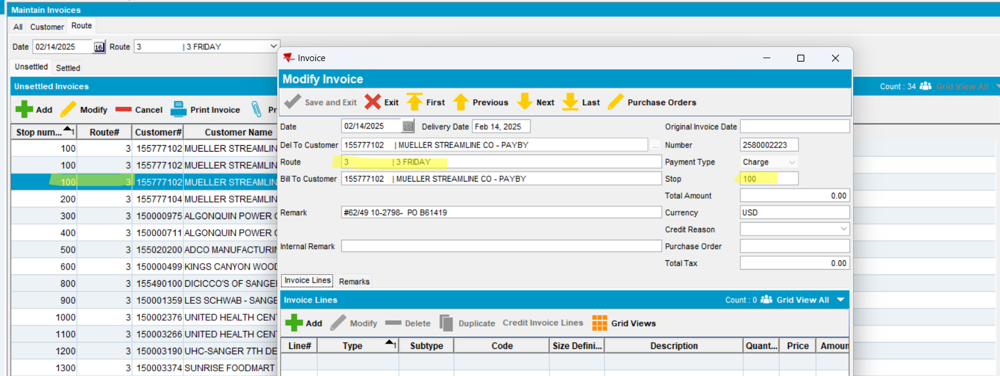 Maintain Invoices
All Customer Route
Date 02/14/2025 16 Route 3 | 3 FRIDAY
Unsettled Settled
Unsettled Invoices
Count : 34 Grid View All
Add Modify Cancel Print Invoice Pr
Stop num... 1 Route# Customer# Customer Name
100 3 155777102 MUELLER STREAMLIN
100 3 155777102 MUELLER STREAMLIN
100 3 155777102 MUELLER STREAMLIN
200 3 155777104 MUELLER STREAMLIN
300 3 150000975 ALGONQUIN POWER
400 3 150000711 ALGONQUIN POWER
500 3 155020200 ADCO MANUFACTURIN
600 3 150000499 KINGS CANYON WOOD
800 3 155490100 DICICCO'S OF SANGE
900 3 150001359 LES SCHWAB - SANGE
1000 3 150002376 UNITED HEALTH CEN
1100 3 150003266 UNITED HEALTH CEN
1200 3 150003190 UHC-SANGER 7TH DE
1300 3 150003374 SUNRISE FOODMART
Invoice
Modify Invoice
Save and Exit Exit First Previous Next Last Purchase Orders
Date 02/14/2025 16 Delivery Date Feb 14, 2025 Original Invoice Date
Del To Customer 155777102 | MUELLER STREAMLINE CO - PAYBY ... Number 2580002223
Route 3 | 3 FRIDAY Payment Type Charge
Bill To Customer 155777102 | MUELLER STREAMLINE CO - PAYBY Stop 100
Total Amount 0.00
Remark #62/49 10-2798- PO B61419 Currency USD
Credit Reason
Internal Remark Purchase Order
Total Tax 0.00
Invoice Lines Remarks
Invoice Lines Count : 0 Grid View All
Add Modify Delete Duplicate Credit Invoice Lines Grid Views
Line# Type 1 Subtype Code Size Defini... Description Quant... Price Amoun